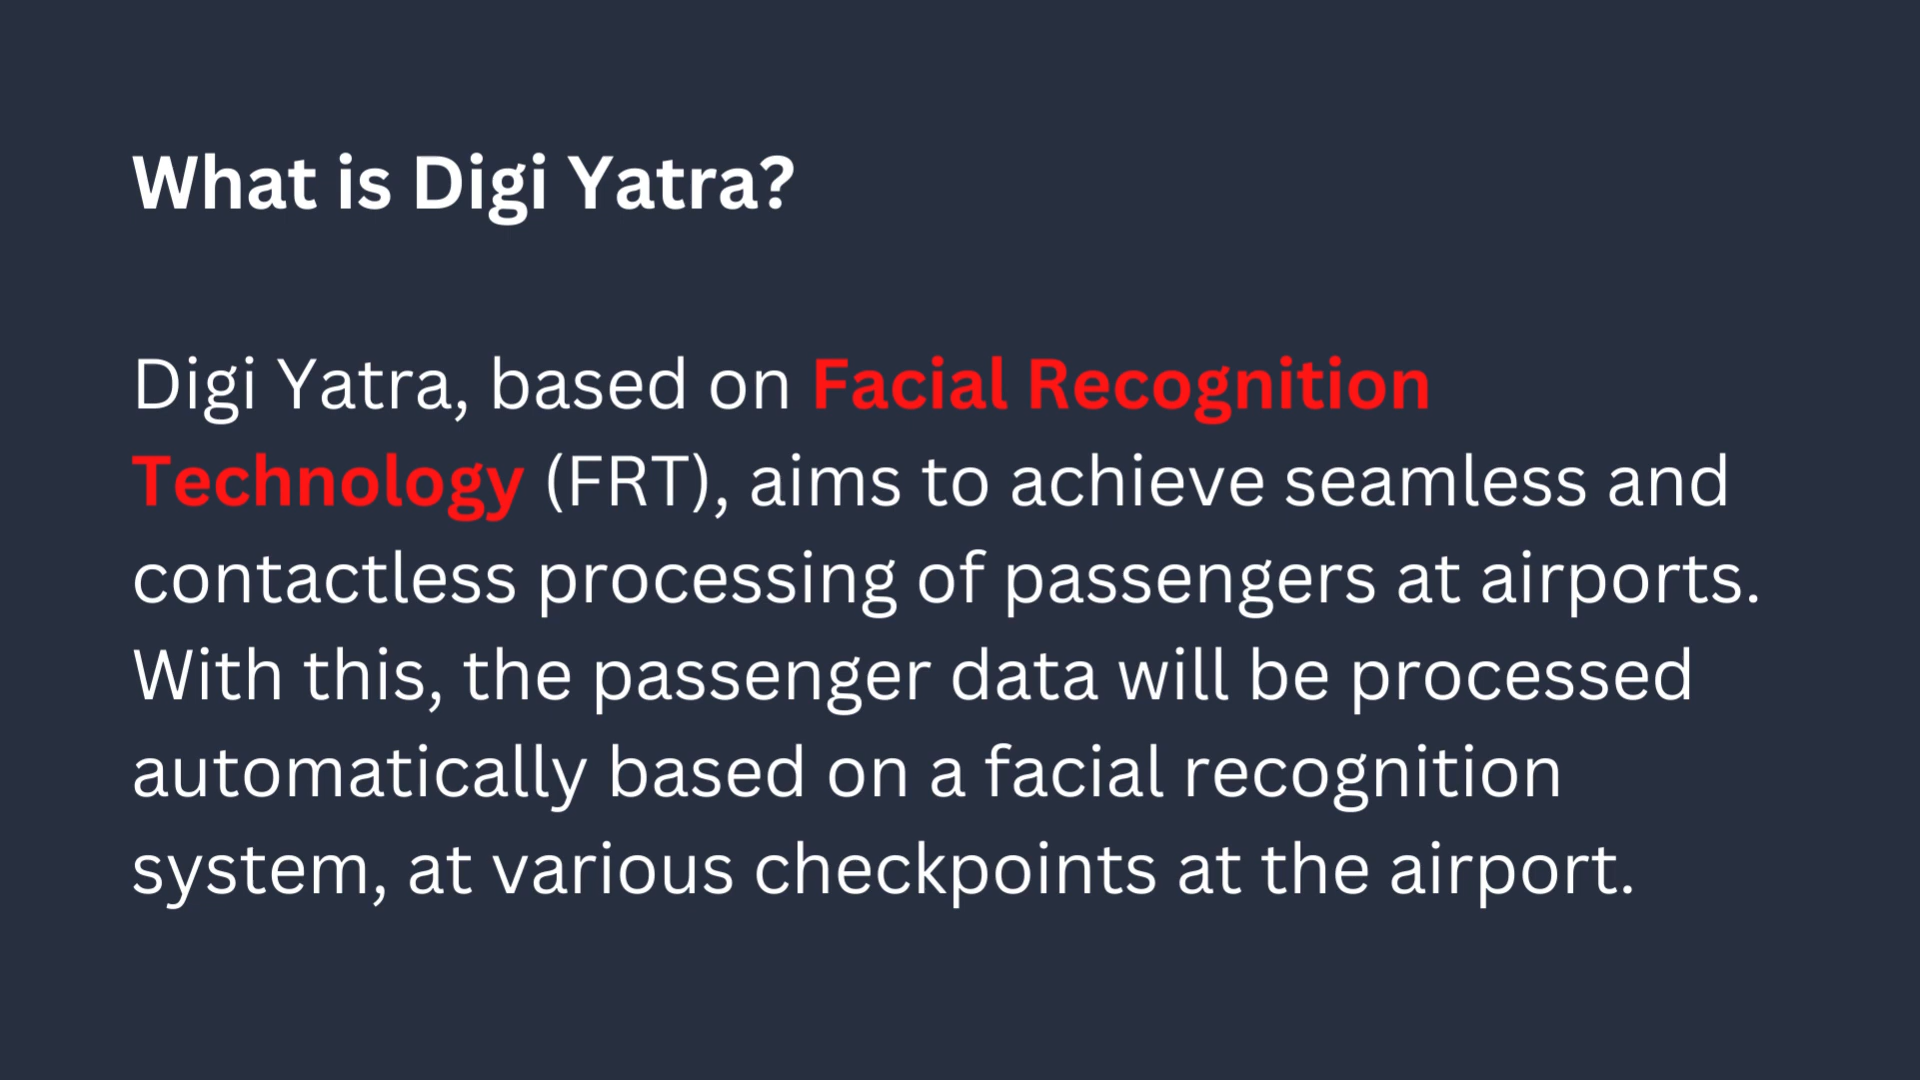 What is Digi Yatra?
Digi Yatra, based on Facial Recognition
Technology (FRT), aims to achieve seamless and
contactless processing of passengers at airports.
With this, the passenger data will be processed
automatically based on a facial recognition
system, at various checkpoints at the airport.